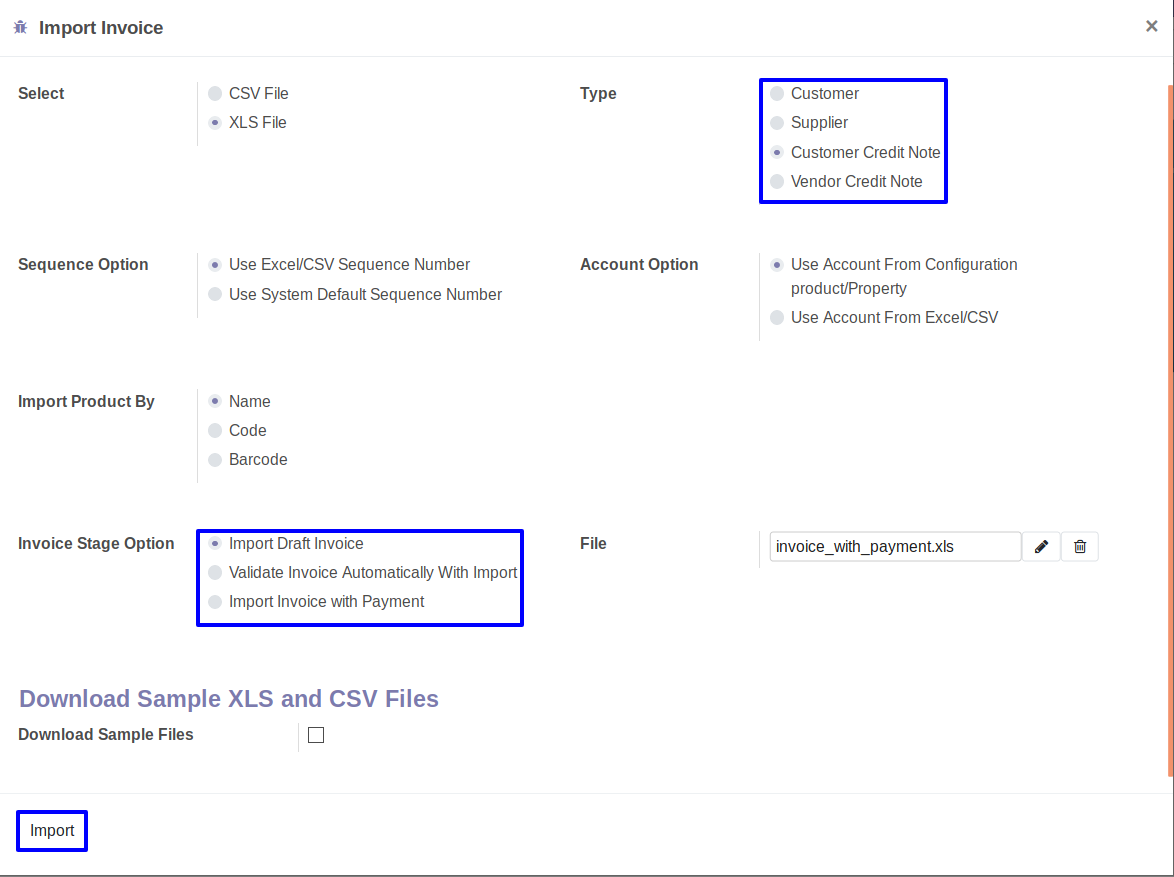 Import Invoice
×
Select
CSV File
XLS File
Type
Customer
Supplier
Customer Credit Note
Vendor Credit Note
Sequence Option
Use Excel/CSV Sequence Number
Use System Default Sequence Number
Account Option
Use Account From Configuration
product/Property
Use Account From Excel/CSV
Import Product By
Name
Code
Barcode
Invoice Stage Option
Import Draft Invoice
Validate Invoice Automatically With Import
Import Invoice with Payment
File
invoice_with_payment.xls
Download Sample XLS and CSV Files
Download Sample Files
Import